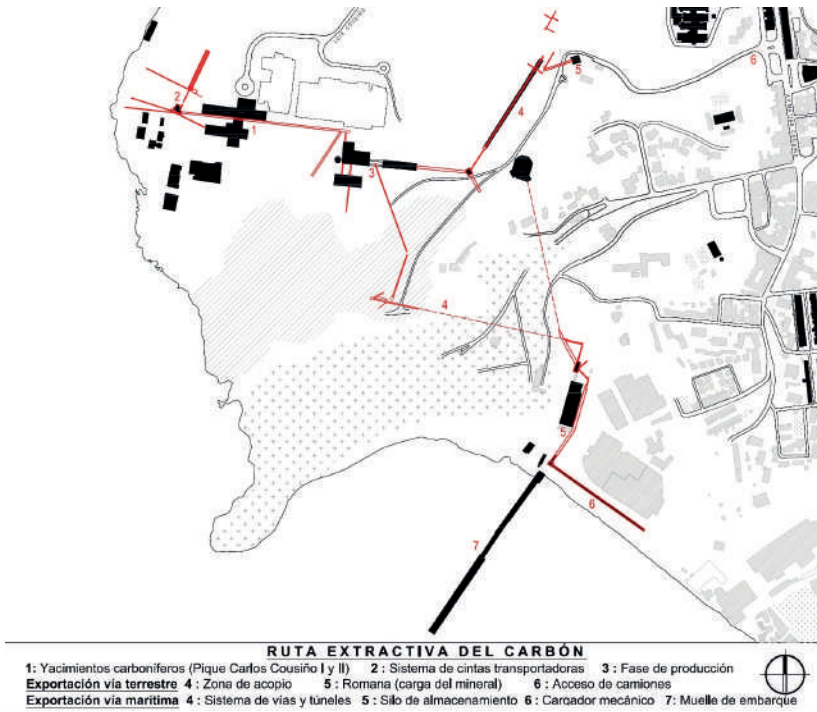 2
1
3
4
5
6
4
5
6
7
RUTA EXTRACTIVA DEL CARBÓN
1: Yacimientos carboníferos (Pique Carlos Cousiño I y II) 2 : Sistema de cintas transportadoras 3 : Fase de producción
Exportación vía terrestre 4 : Zona de acopio 5 : Romana (carga del mineral) 6 : Acceso de camiones
Exportación vía marítima 4 : Sistema de vías y túneles 5 : Silo de almacenamiento 6 : Cargador mecánico 7: Muelle de embarque